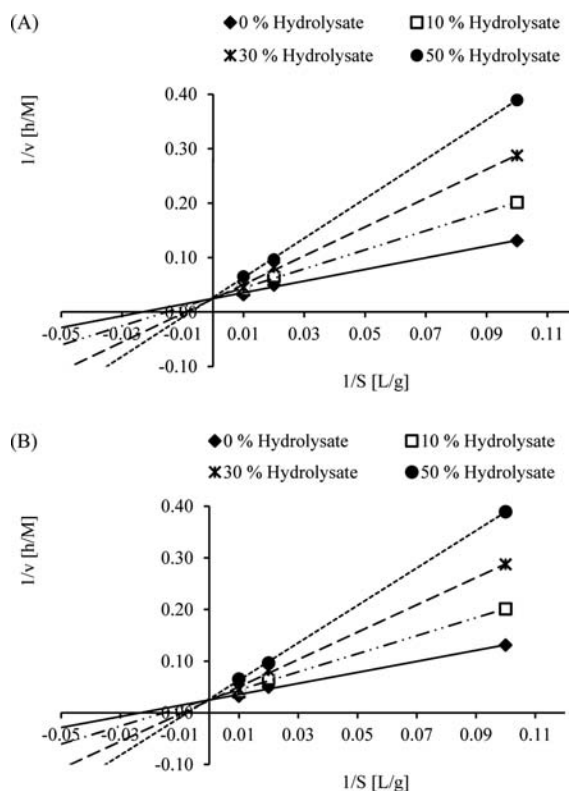 (A)
0 % Hydrolysate 10 % Hydrolysate
30 % Hydrolysate 50 % Hydrolysate
1/v [h/M]
0.40
0.30
0.20
0.10
0.00
-0.05 -0.03 -0.01 0.01 0.03 0.05 0.07 0.09 0.11
-0.10
1/S [L/g]
(B)
0 % Hydrolysate 10 % Hydrolysate
30 % Hydrolysate 50 % Hydrolysate
1/v [h/M]
0.40
0.30
0.20
0.10
0.00
-0.05 -0.03 -0.01 0.01 0.03 0.05 0.07 0.09 0.11
-0.10
1/S [L/g]